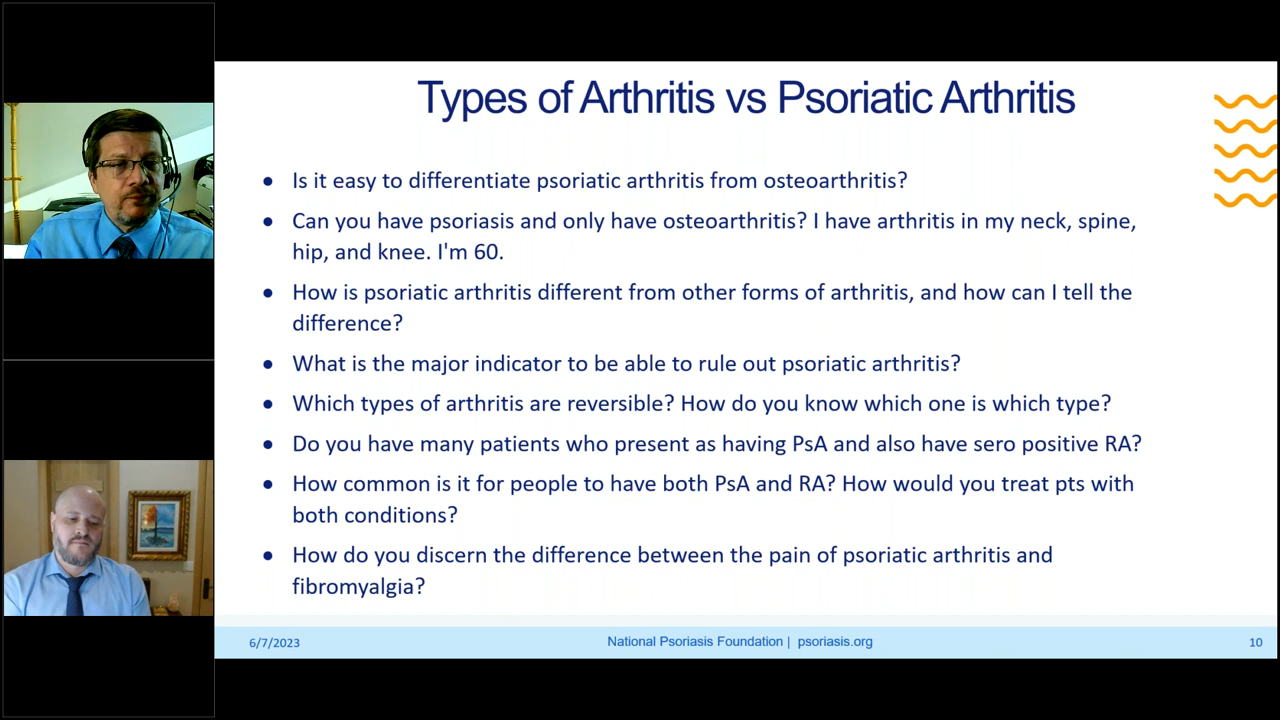 Types of Arthritis vs Psoriatic Arthritis
● Is it easy to differentiate psoriatic arthritis from osteoarthritis?
● Can you have psoriasis and only have osteoarthritis? I have arthritis in my neck, spine,
hip, and knee. I'm 60.
● How is psoriatic arthritis different from other forms of arthritis, and how can I tell the
difference?
● What is the major indicator to be able to rule out psoriatic arthritis?
● Which types of arthritis are reversible? How do you know which one is which type?
● Do you have many patients who present as having PsA and also have sero positive RA?
● How common is it for people to have both PsA and RA? How would you treat pts with
both conditions?
● How do you discern the difference between the pain of psoriatic arthritis and
fibromyalgia?
6/7/2023 National Psoriasis Foundation | psoriasis.org 10